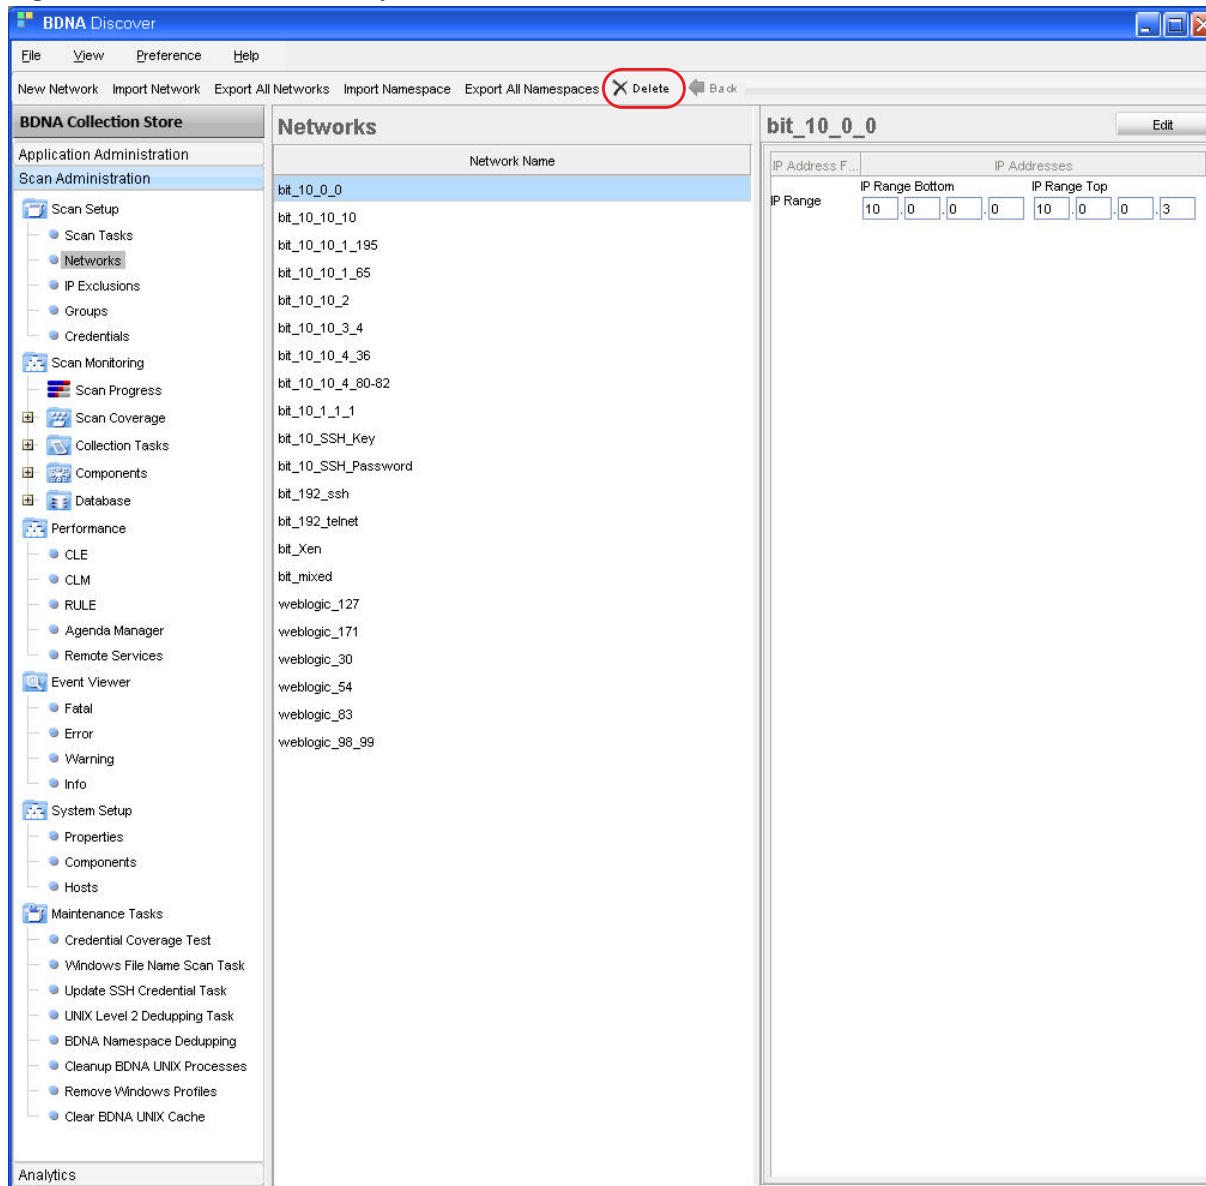 BDNA Discover
File View Preference Help
New Network Import Network Export All Networks Import Namespace Export All Namespaces Delete Back
BDNA Collection Store
Application Administration
Scan Administration
Scan Setup
Scan Tasks
Networks
IP Exclusions
Groups
Credentials
Scan Monitoring
Scan Progress
Scan Coverage
Collection Tasks
Components
Database
Performance
CLE
CLM
RULE
Agenda Manager
Remote Services
Event Viewer
Fatal
Error
Warning
Info
System Setup
Properties
Components
Hosts
Maintenance Tasks
Credential Coverage Test
Windows File Name Scan Task
Update SSH Credential Task
UNIX Level 2 Dedupping Task
BDNA Namespace Dedupping
Cleanup BDNA UNIX Processes
Remove Windows Profiles
Clear BDNA UNIX Cache
Analytics
Networks
Network Name
bit_10_0_0
bit_10_10_10
bit_10_10_1_195
bit_10_10_1_65
bit_10_10_2
bit_10_10_3_4
bit_10_10_4_36
bit_10_10_4_80-82
bit_10_1_1_1
bit_10_SSH_Key
bit_10_SSH_Password
bit_192_ssh
bit_192_telnet
bit_Xen
bit_mixed
weblogic_127
weblogic_171
weblogic_30
weblogic_54
weblogic_83
weblogic_98_99
bit_10_0_0 Edit
IP Address F... IP Addresses
IP Range Bottom IP Range Top
IP Range 10 . 0 . 0 . 0 10 . 0 . 0 . 3